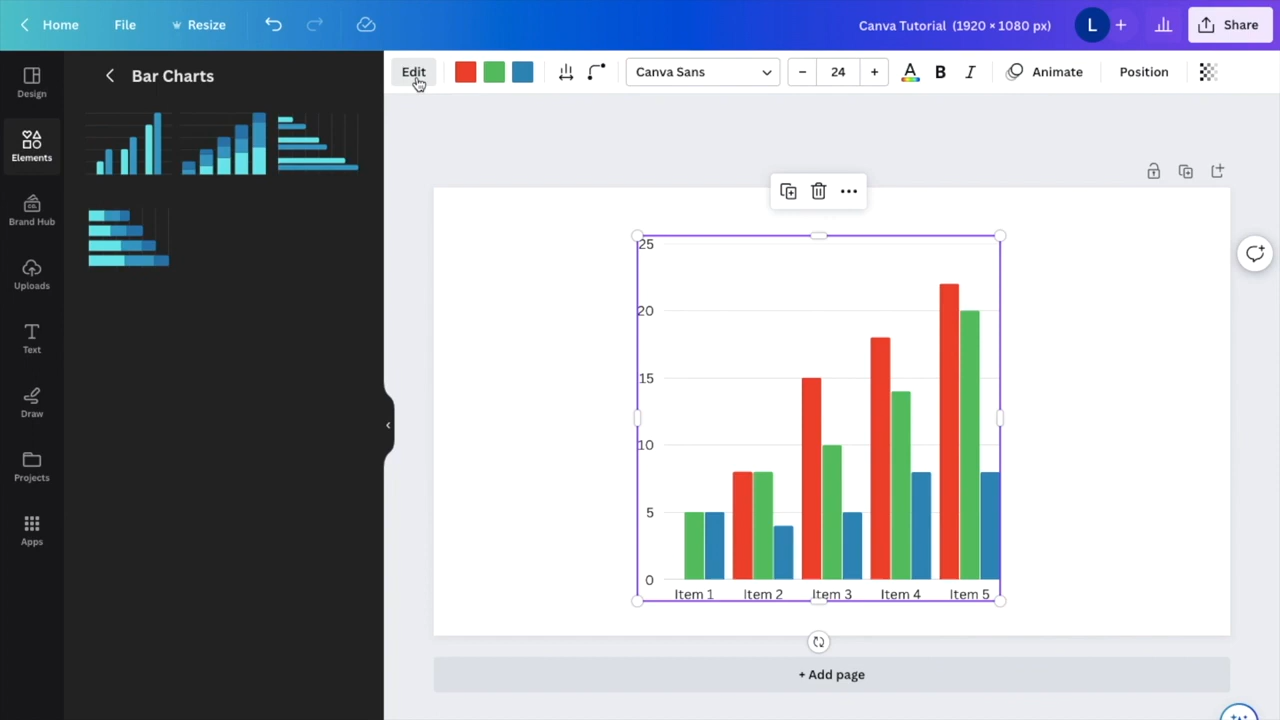 Home File Resize Canva Tutorial (1920 × 1080 px) L + Share
Design
Elements
Brand Hub
Uploads
Text
Draw
Projects
Apps
Bar Charts
Edit Canva Sans – 24 + A B I Animate Position
25
20
15
10
5
0
Item 1 Item 2 Item 3 Item 4 Item 5
+ Add page